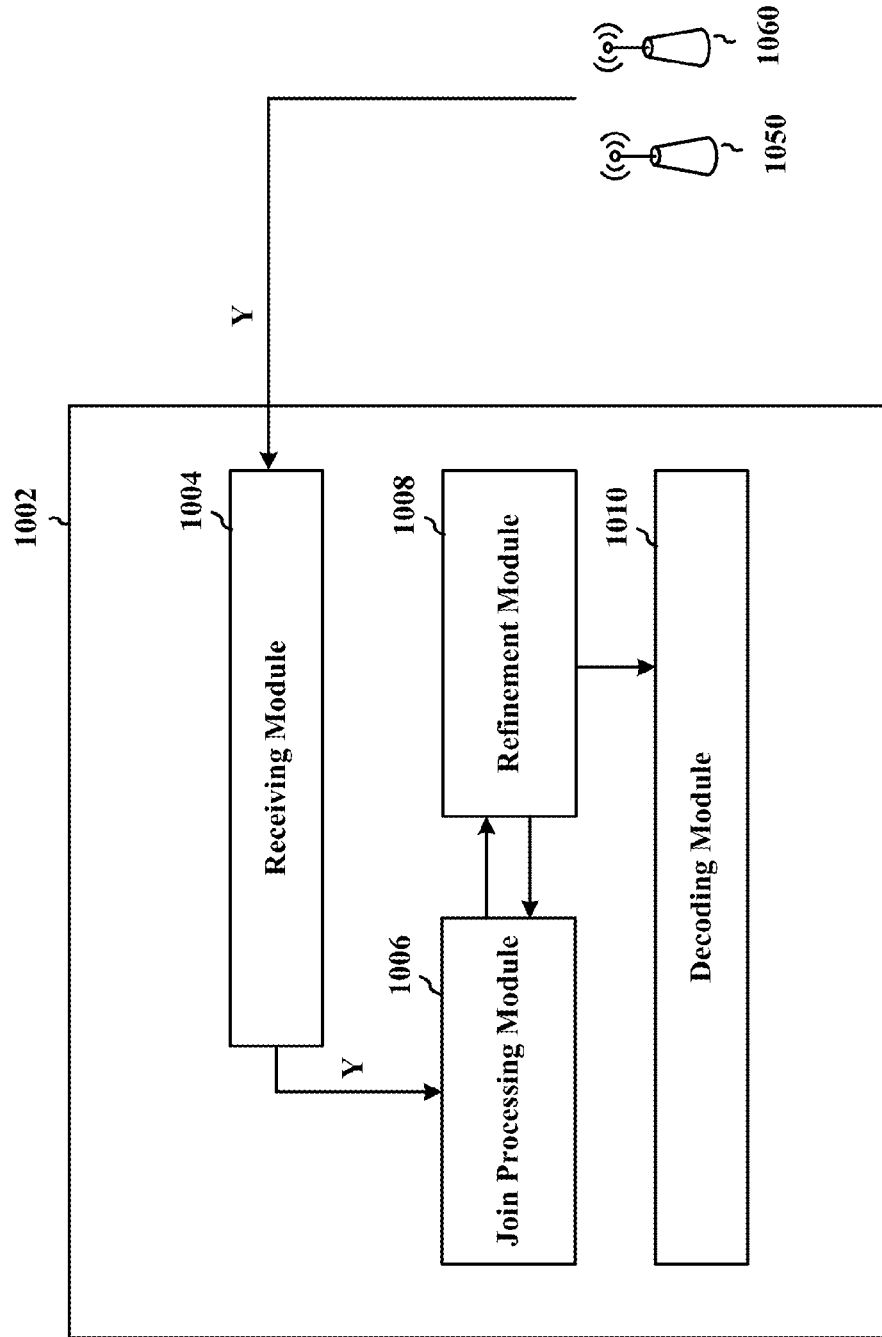 1002
1004
Receiving Module
Y
Y
1006
Join Processing Module
1008
Refinement Module
1010
Decoding Module
1050
1060